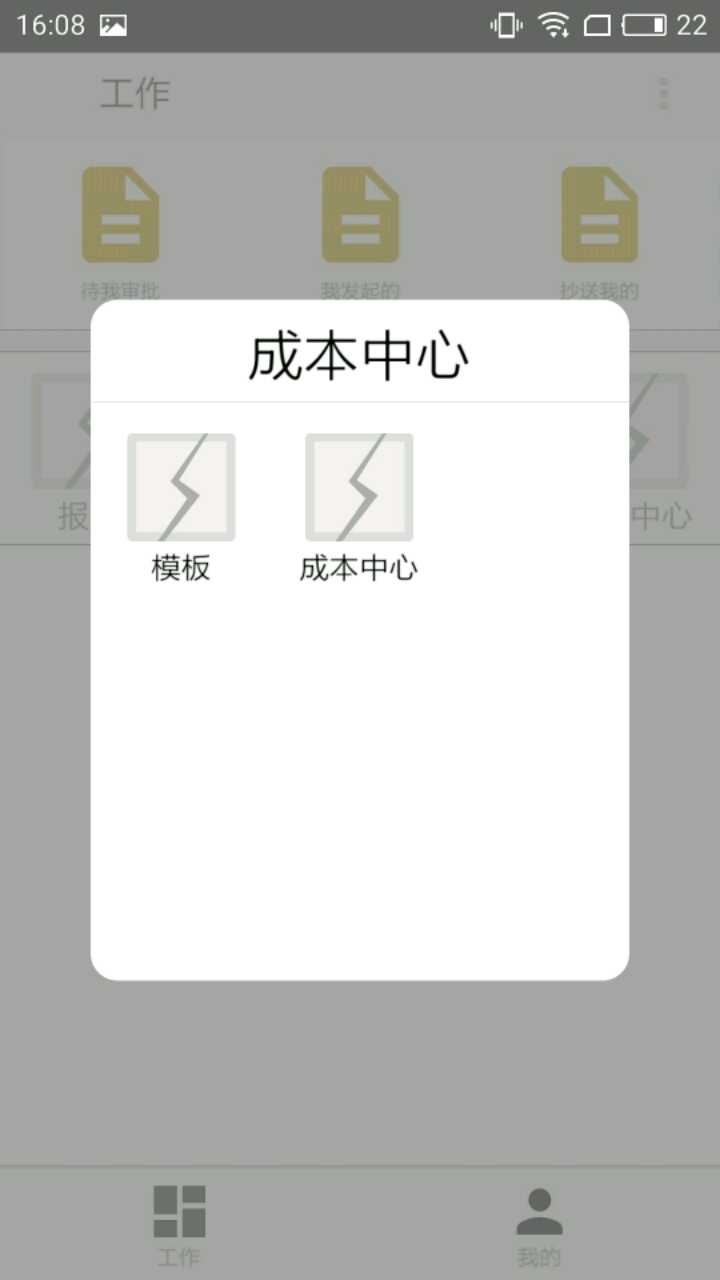 16:08 22
工作
待我审批 我发起的 抄送我的
成本中心
报 中心
模板 成本中心
工作 我的